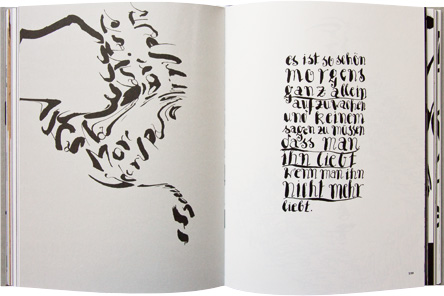 es ist so schön
morgens
ganz allein
aufzuwachen
und keinem
sagen zu müssen
dass man
ihn liebt
wenn man ihn
nicht mehr
liebt.